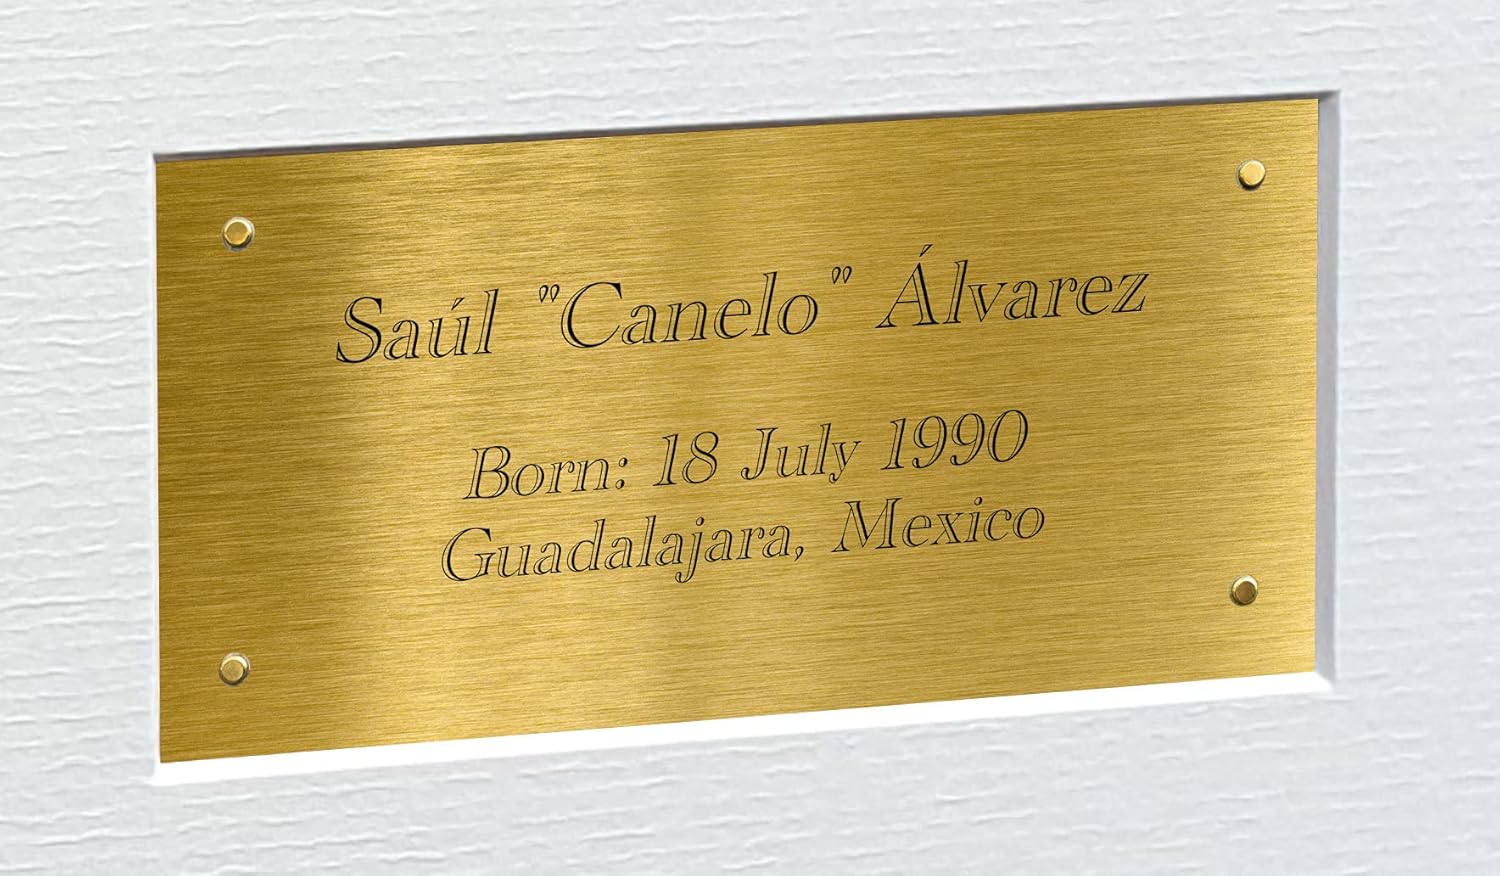 Saúl "Canelo" Álvarez
Born: 18 July 1990
Guadalajara, Mexico